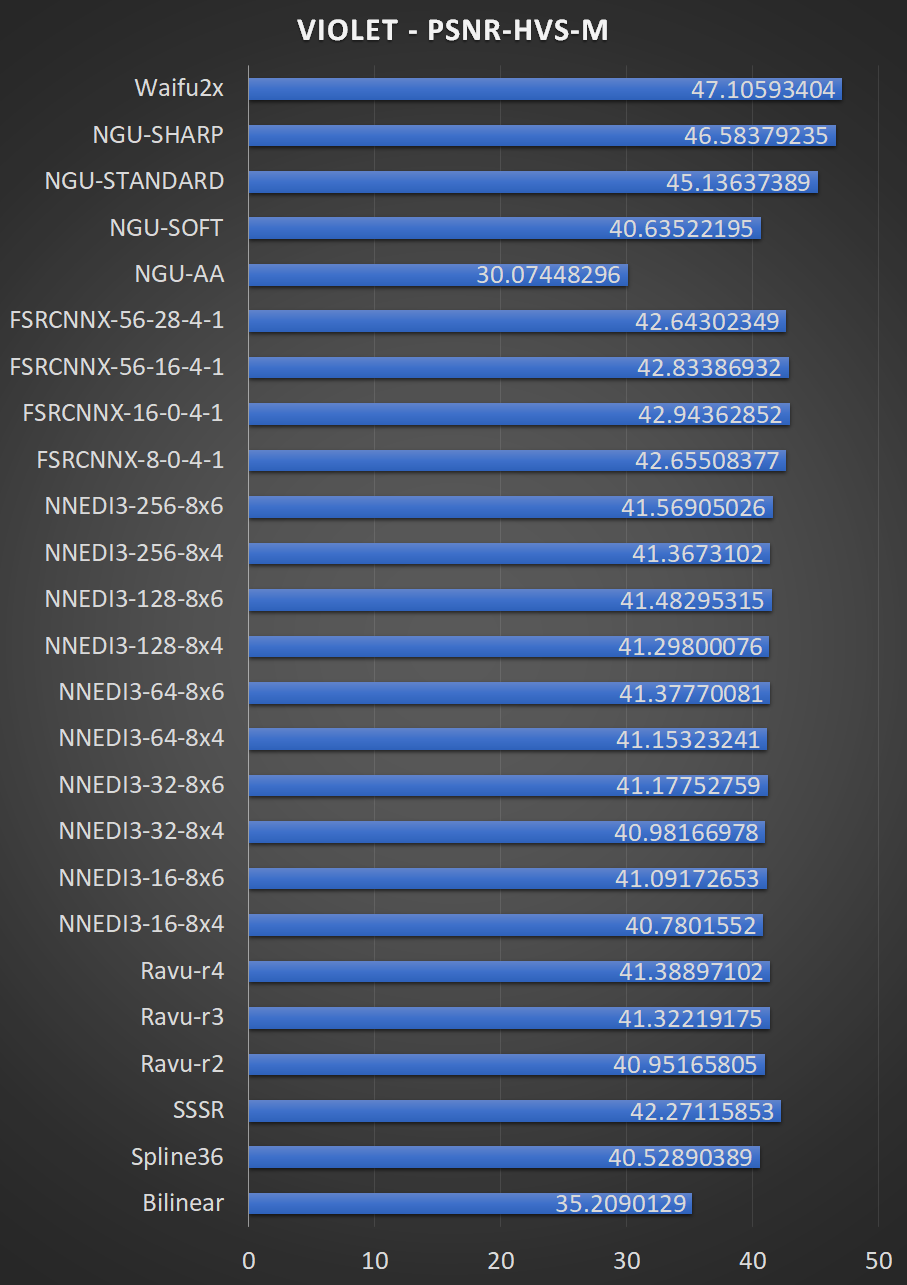 VIOLET - PSNR-HVS-M
Waifu2x 47.10593404
NGU-SHARP 46.58379235
NGU-STANDARD 45.13637389
NGU-SOFT 40.63522195
NGU-AA 30.07448296
FSRCNNX-56-28-4-1 42.64302349
FSRCNNX-56-16-4-1 42.83386932
FSRCNNX-16-0-4-1 42.94362852
FSRCNNX-8-0-4-1 42.65508377
NNEDI3-256-8x6 41.56905026
NNEDI3-256-8x4 41.3673102
NNEDI3-128-8x6 41.48295315
NNEDI3-128-8x4 41.29800076
NNEDI3-64-8x6 41.37770081
NNEDI3-64-8x4 41.15323241
NNEDI3-32-8x6 41.17752759
NNEDI3-32-8x4 40.98166978
NNEDI3-16-8x6 41.09172653
NNEDI3-16-8x4 40.7801552
Ravu-r4 41.38897102
Ravu-r3 41.32219175
Ravu-r2 40.95165805
SSSR 42.27115853
Spline36 40.52890389
Bilinear 35.2090129
0 10 20 30 40 50